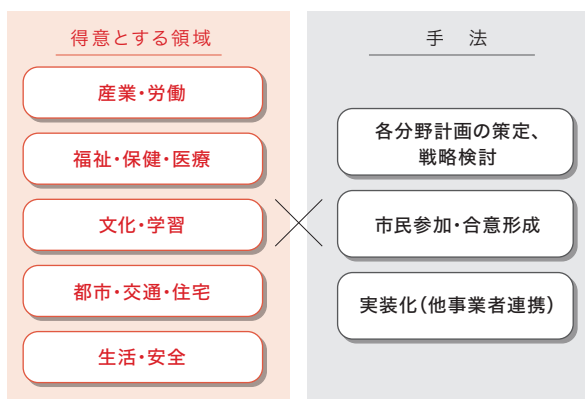 得意とする領域
産業・労働
福祉・保健・医療
文化・学習
都市・交通・住宅
生活・安全
手 法
各分野計画の策定、
戦略検討
市民参加・合意形成
実装化(他事業者連携)